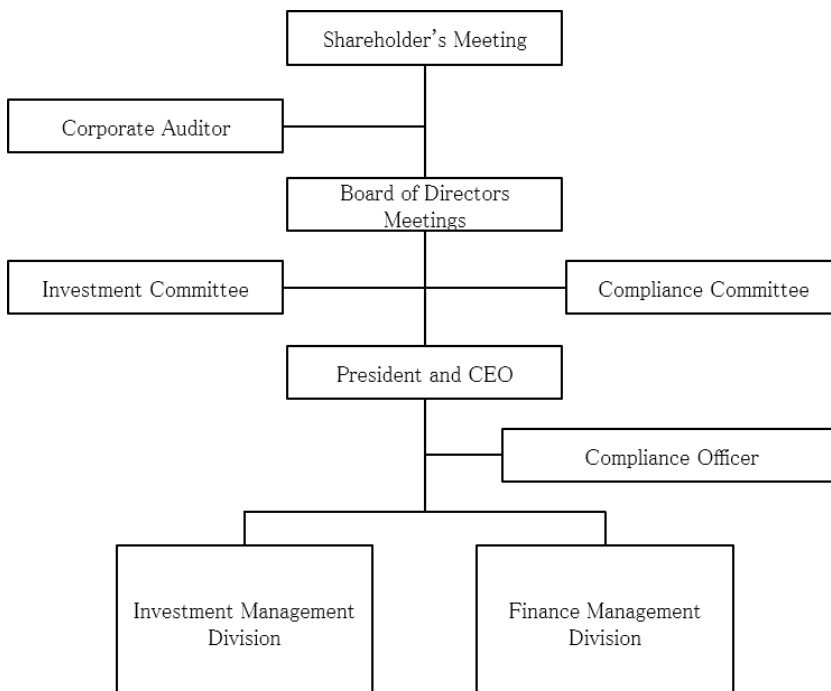 Shareholder’s Meeting
Corporate Auditor
Board of Directors
Meetings
Investment Committee
Compliance Committee
President and CEO
Compliance Officer
Investment Management
Division
Finance Management
Division